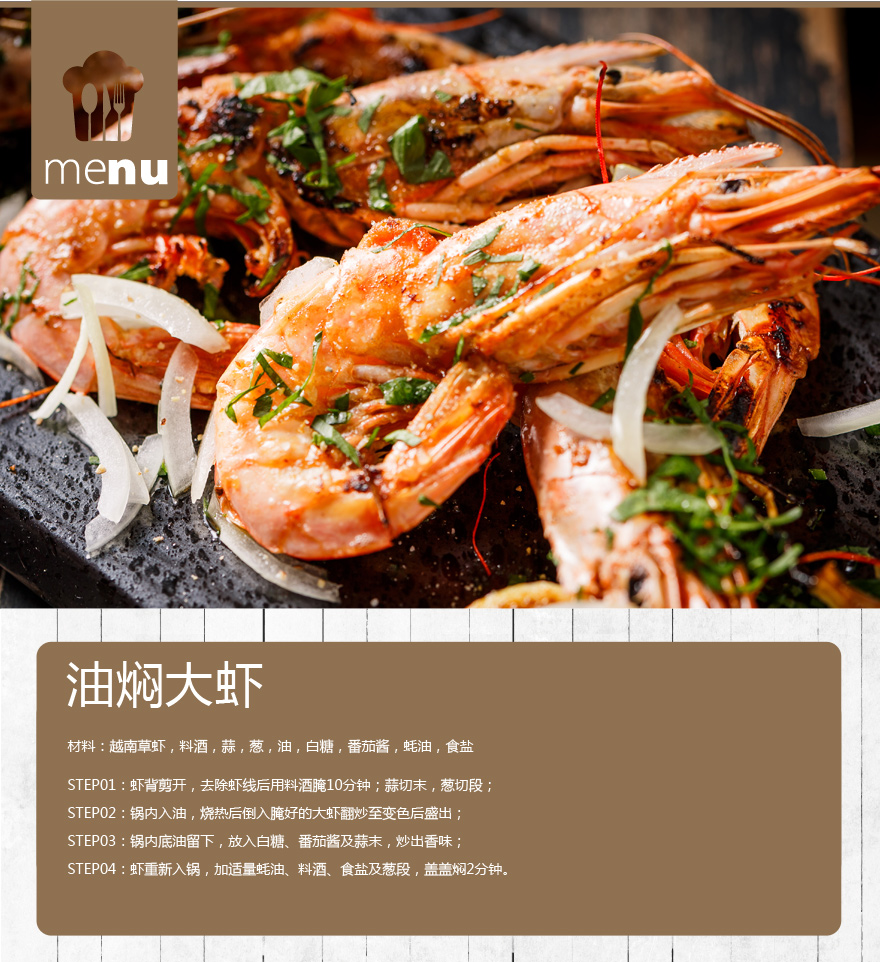 menu
油焖大虾
材料：越南草虾，料酒，蒜，葱，油，白糖，番茄酱，蚝油，食盐
STEP01：虾背剪开，去除虾线后用料酒腌10分钟；蒜切末，葱切段；
STEP02：锅内入油，烧热后倒入腌好的大虾翻炒至变色后盛出；
STEP03：锅内底油留下，放入白糖、番茄酱及蒜末，炒出香味；
STEP04：虾重新入锅，加适量蚝油、料酒、食盐及葱段，盖盖焖2分钟。